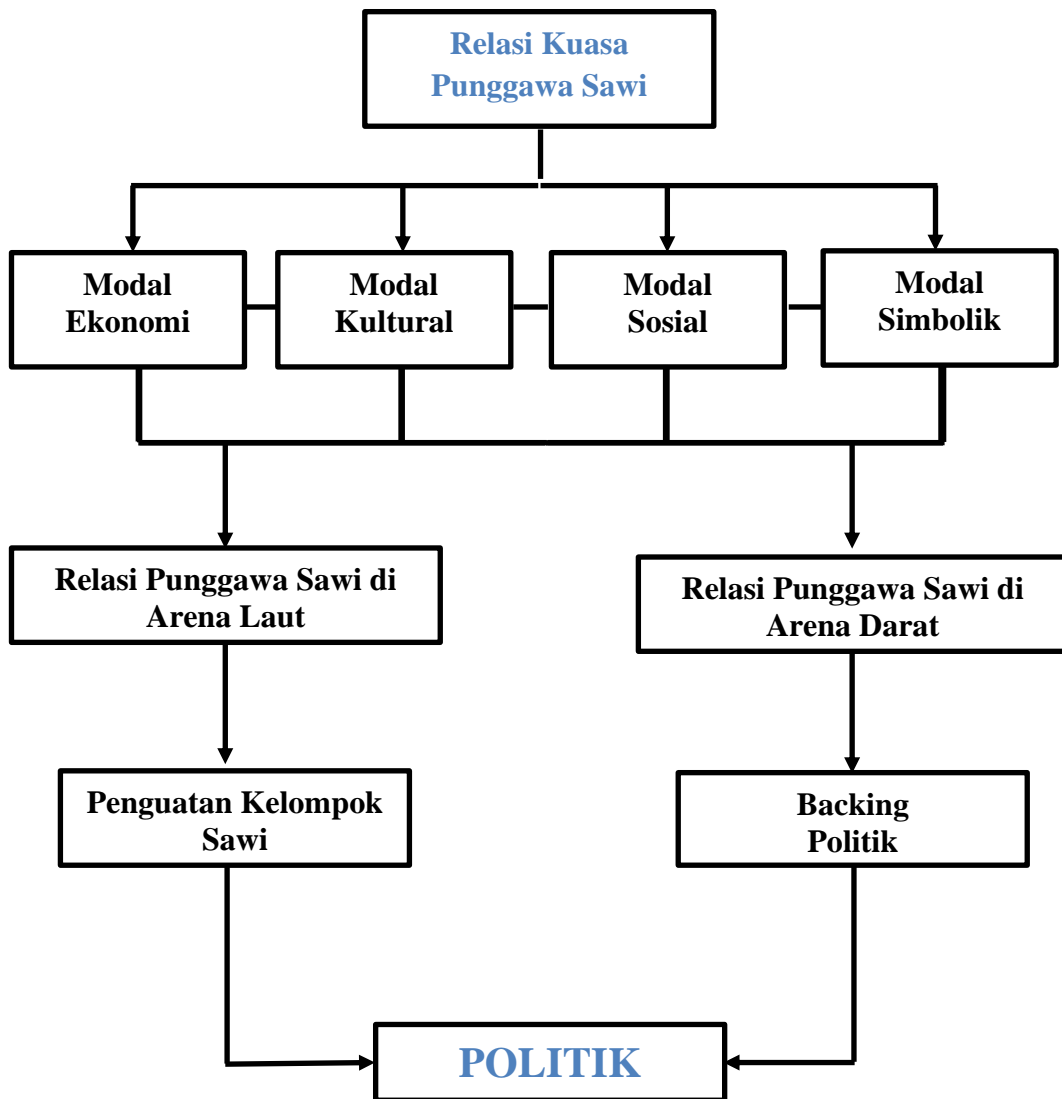 Relasi Kuasa
Punggawa Sawi
Modal
Ekonomi
Modal
Kultural
Modal
Sosial
Modal
Simbolik
Relasi Punggawa Sawi di
Arena Laut
Relasi Punggawa Sawi di
Arena Darat
Penguatan Kelompok
Sawi
Backing
Politik
POLITIK